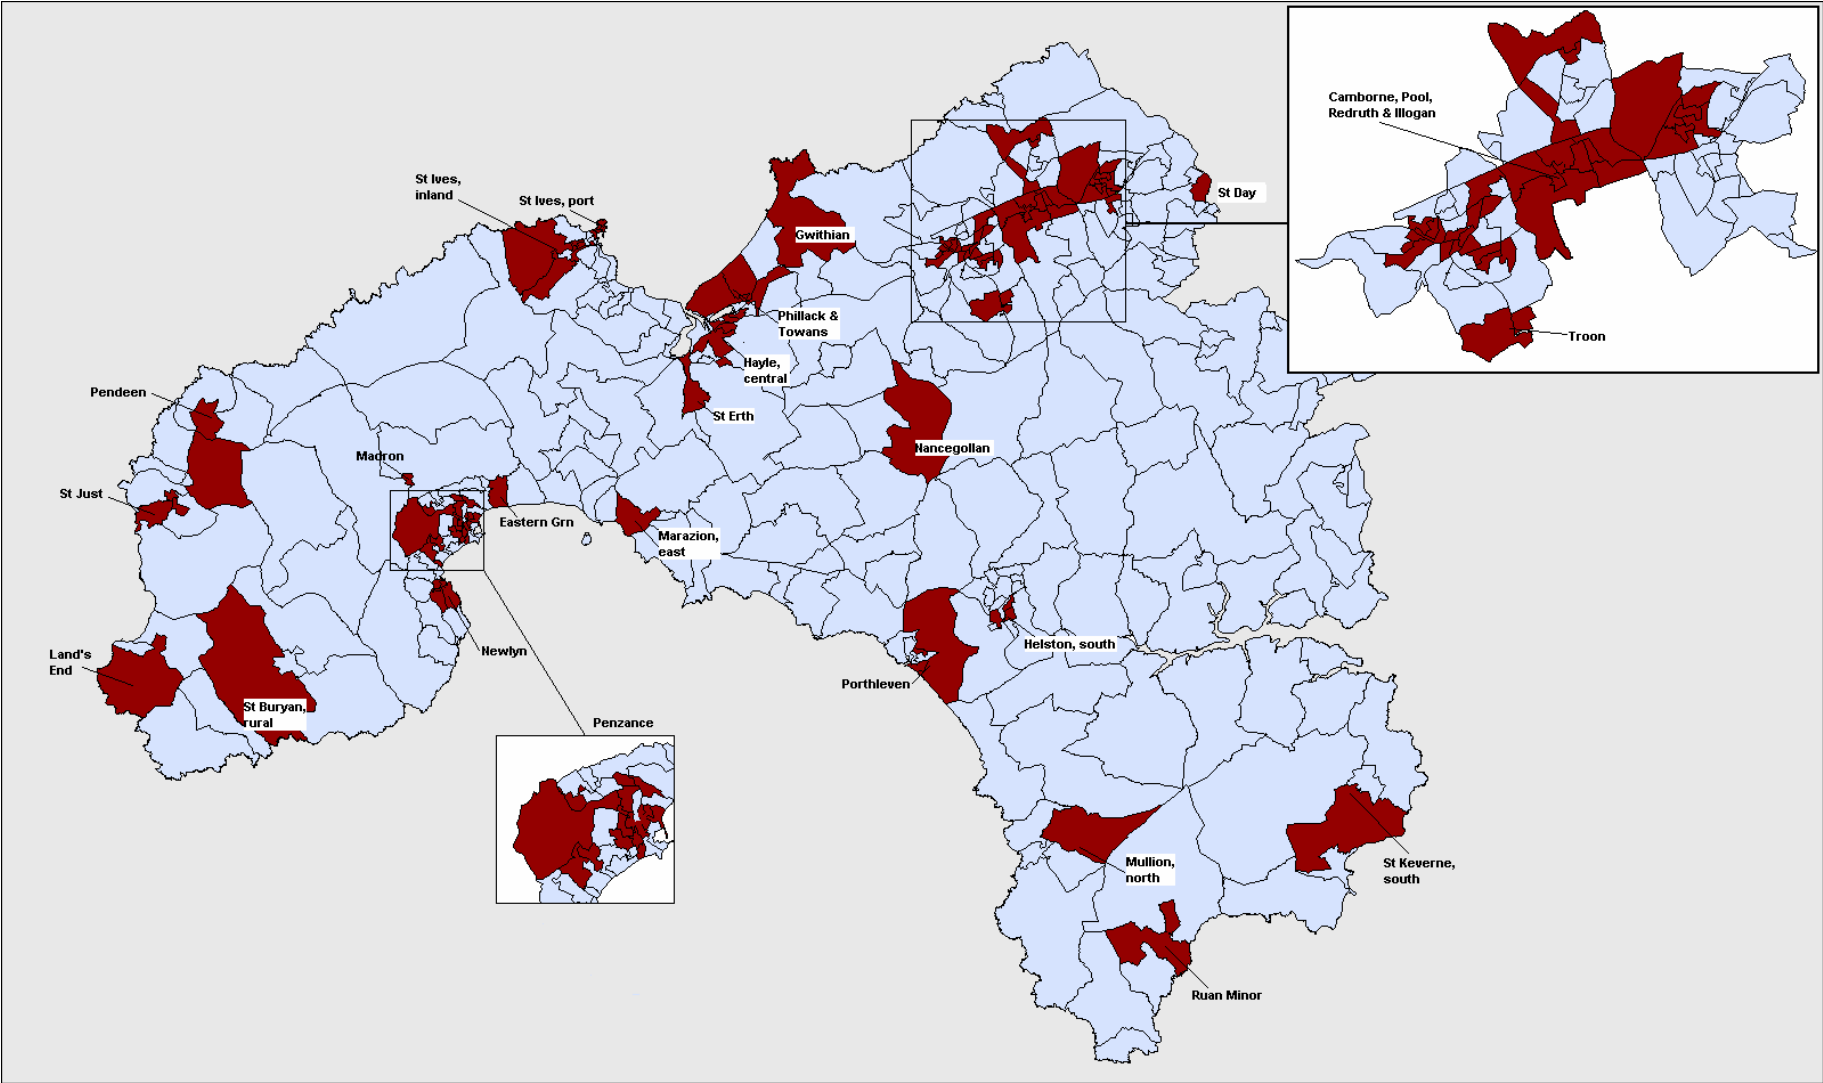 Camborne, Pool,
Redruth & Illogan
St Ives,
inland
St Ives, port
St Day
Gwithian
Phillack &
Towans
Troon
Hayle,
central
Pendeen
St Erth
Nancegollan
Madron
St Just
Eastern Grn
Marazion,
east
Land's
End
Newlyn
Helston, south
Porthleven
St Buryan,
rural
Penzance
Mullion,
north
St Keverne,
south
Ruan Minor